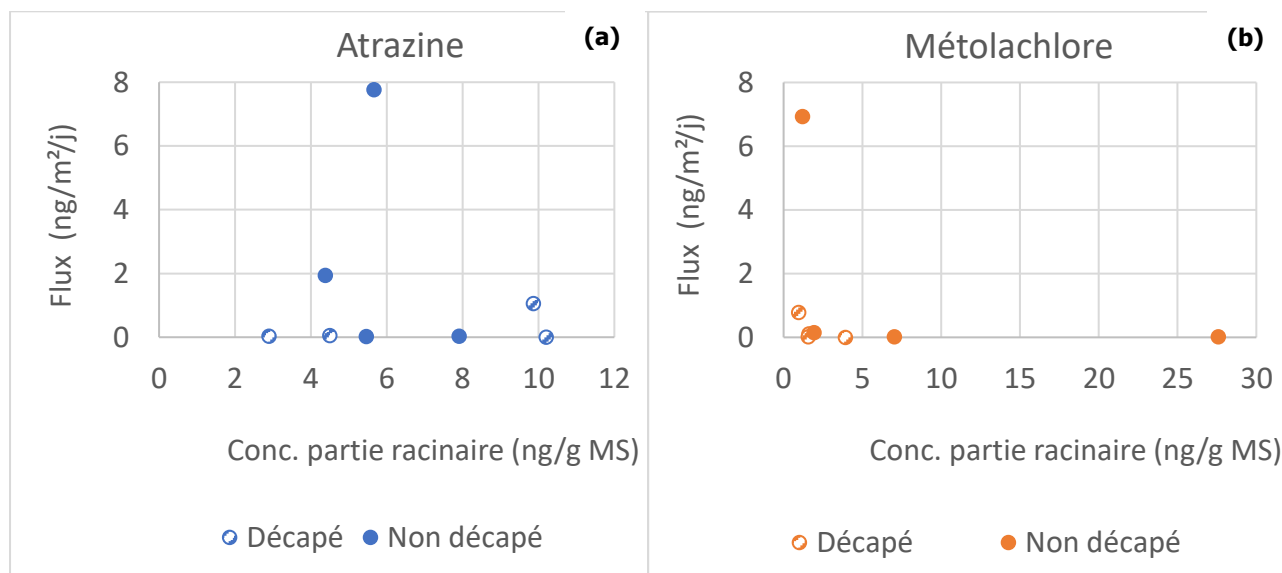 Atrazine (a)
Flux (ng/m²/j)
8
6
4
2
0
0 2 4 6 8 10 12
Conc. partie racinaire (ng/g MS)
Décapé Non décapé
Métolachlore (b)
Flux (ng/m²/j)
8
6
4
2
0
0 5 10 15 20 25 30
Conc. partie racinaire (ng/g MS)
Décapé Non décapé